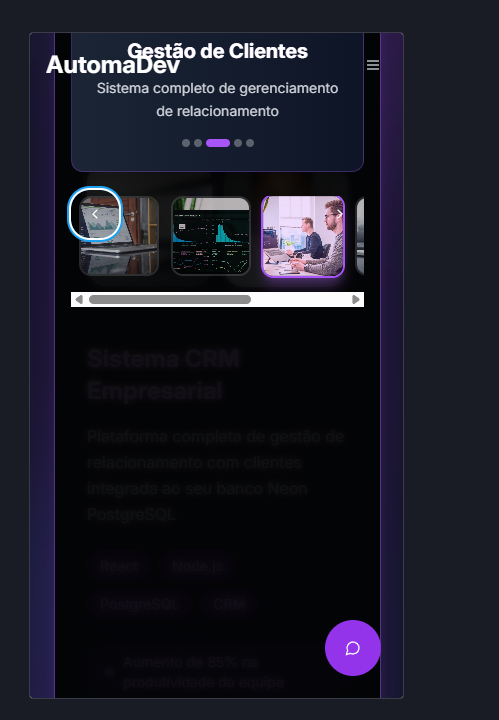 Gestão de Clientes
AutomaDev
Sistema completo de gerenciamento
de relacionamento
Sistema CRM
Empresarial
Plataforma completa de gestão de
relacionamento com clientes
integrada ao seu banco Neon
PostgreSQL
React
Node.js
PostgreSQL
CRM
Aumento de 85% na
produtividade da equipe